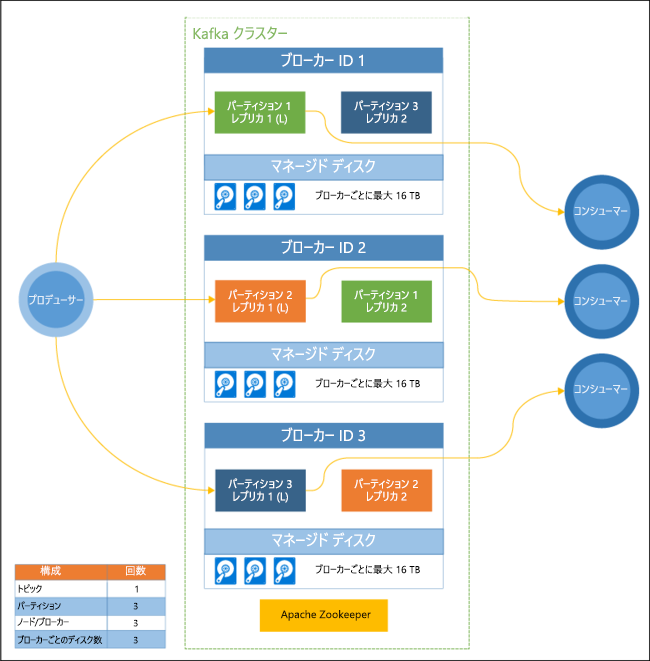 Kafka クラスター
ブローカー ID 1
パーティション 1
レプリカ 1 (L)
パーティション 3
レプリカ 2
マネージド ディスク
ブローカーごとに最大 16 TB
ブローカー ID 2
パーティション 2
レプリカ 1 (L)
パーティション 1
レプリカ 2
マネージド ディスク
ブローカーごとに最大 16 TB
ブローカー ID 3
パーティション 3
レプリカ 1 (L)
パーティション 2
レプリカ 2
マネージド ディスク
ブローカーごとに最大 16 TB
Apache Zookeeper
プロデューサー
コンシューマー
コンシューマー
コンシューマー
構成 回数
トピック 1
パーティション 3
ノード/ブローカー 3
ブローカーごとのディスク数 3